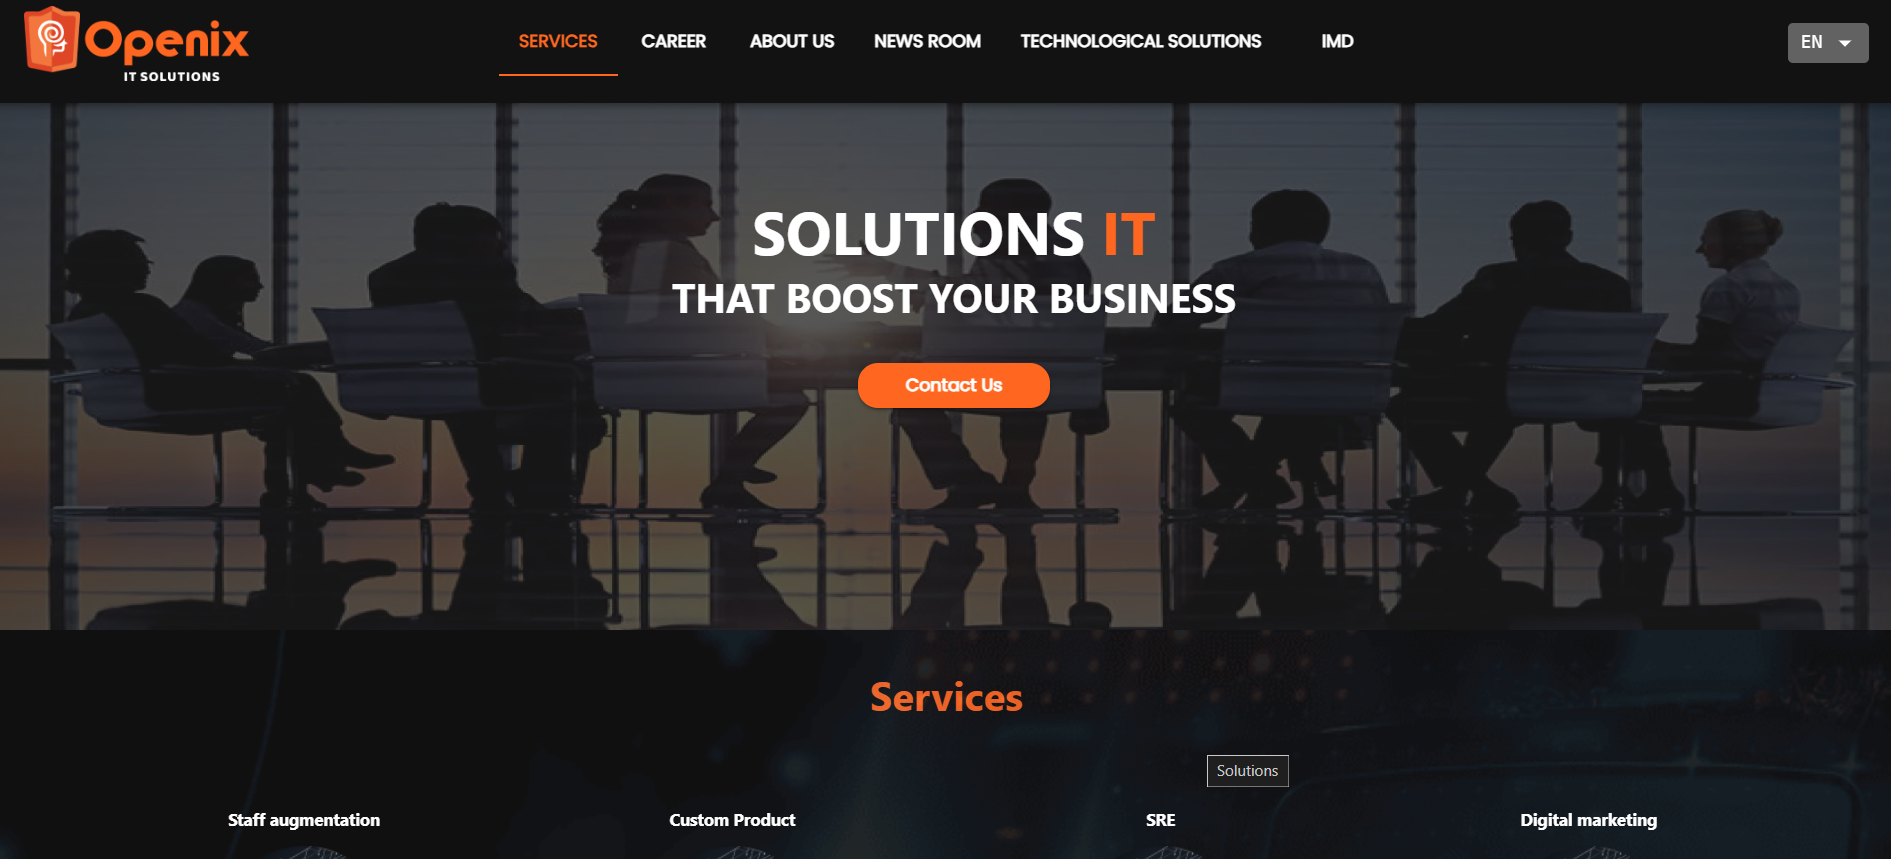 Openix
IT SOLUTIONS
SERVICES CAREER ABOUT US NEWS ROOM TECHNOLOGICAL SOLUTIONS IMD
EN
SOLUTIONS IT
THAT BOOST YOUR BUSINESS
Contact Us
Services
Solutions
Staff augmentation Custom Product SRE Digital marketing